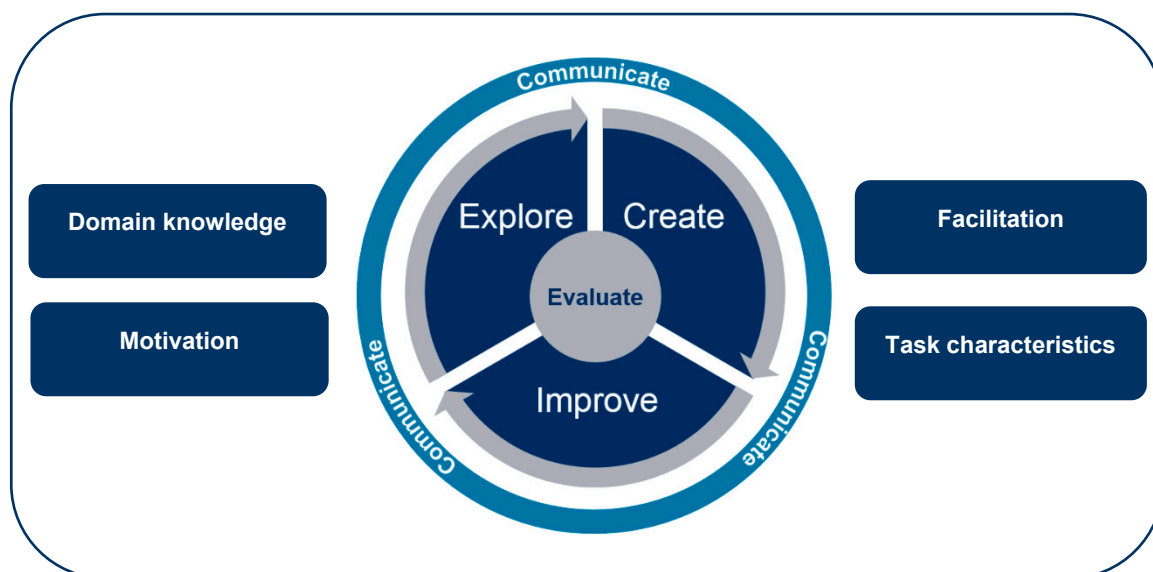 Communicate
Domain knowledge
Motivation
Explore
Create
Evaluate
Improve
Communicate
Communicate
Facilitation
Task characteristics